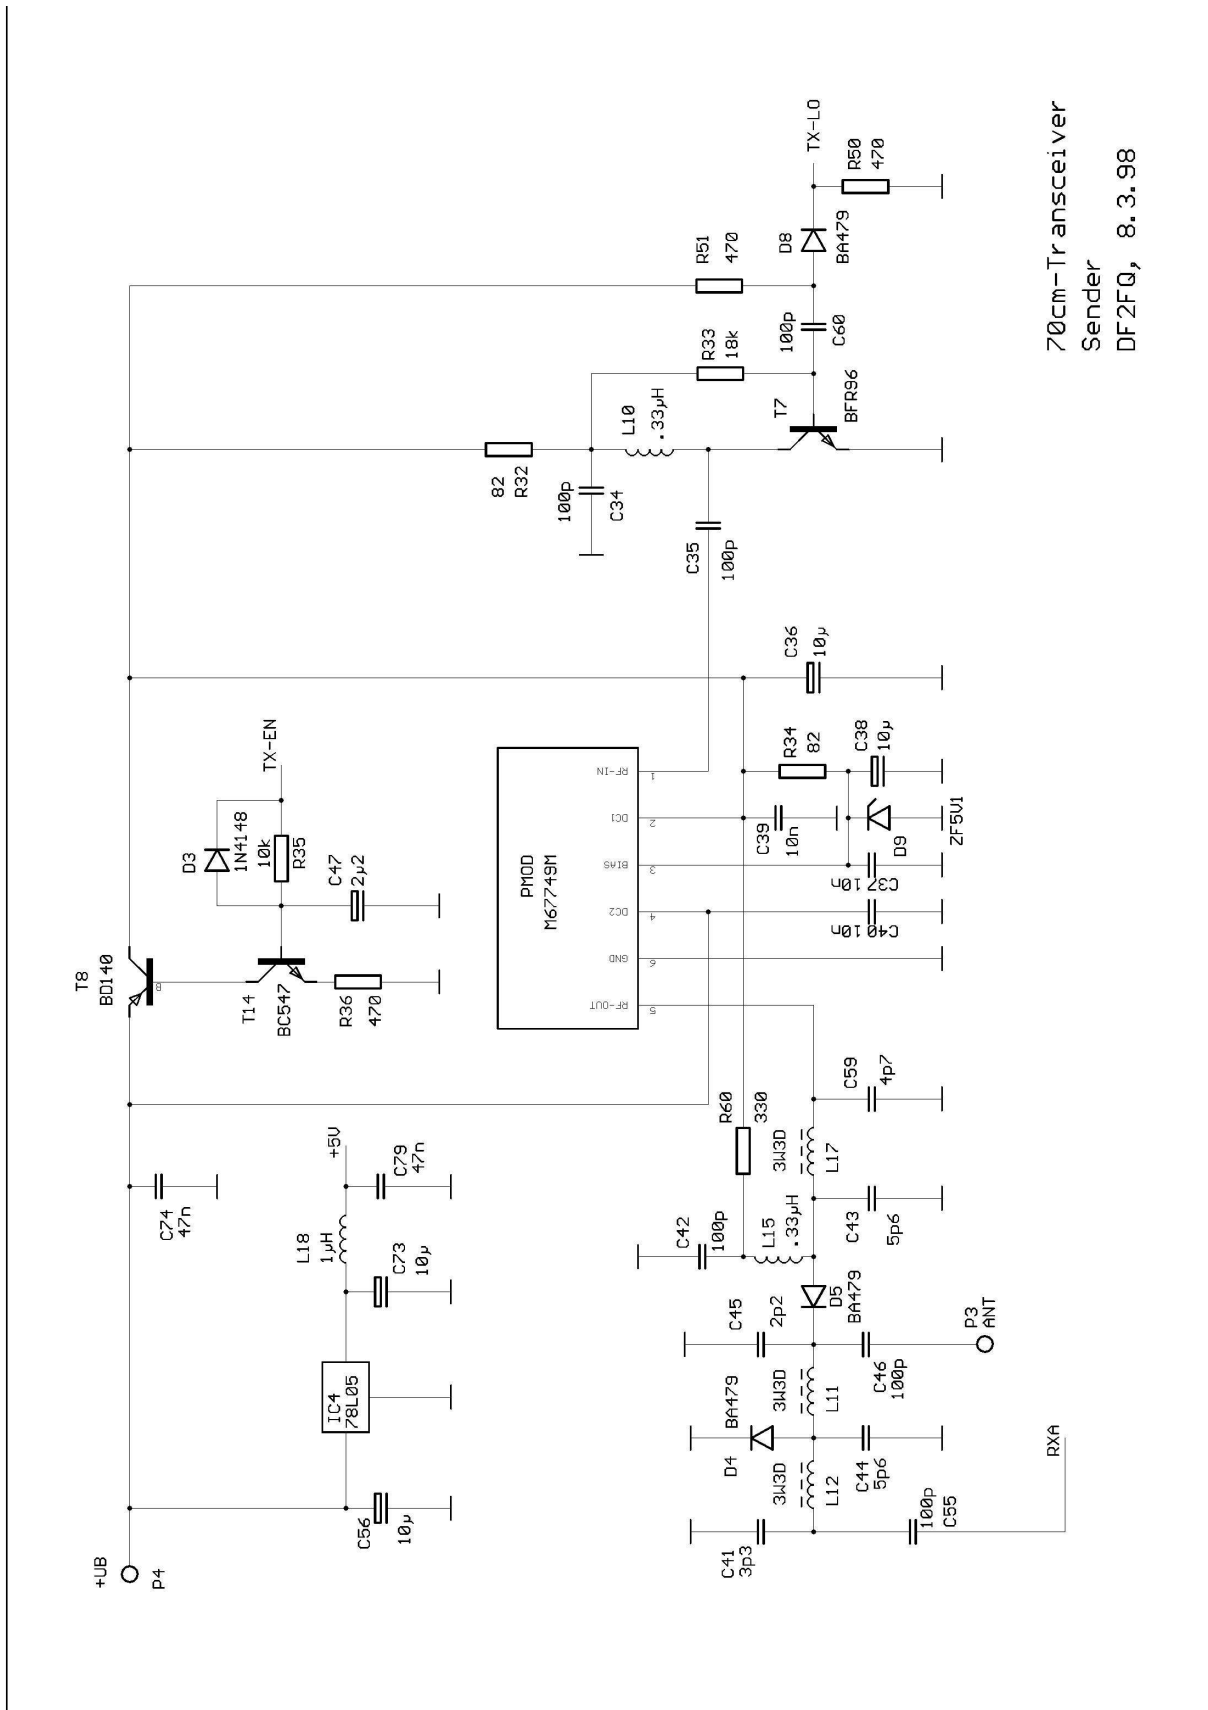 +UB
P4
C56
10µ
IC4
78L05
C73
10µ
L18
1µH
+5V
C79
47n
C74
47n
T8
BD140
B
T14
BC547
R36
470
C47
2µ2
D3
1N4148
10k
R35
TX-EN
PMOD
M67749M
RF-OUT
GND
DC2
BIAS
DC1
RF-IN
5
6
4
3
2
1
82
R32
100p
C34
L10
.33µH
R33
18k
R51
470
C35
100p
T7
BFR96
100p
C60
D8
BA479
TX-LO
R50
470
C41
3p3
3W3D
L12
D4
BA479
3W3D
L11
C44
5p6
100p
C55
RXA
C45
2p2
C46
100p
P3
ANT
D5
BA479
C42
100p
L15
.33µH
R60
330
3W3D
L17
C43
5p6
C59
4p7
C40 10n
C37 10n
C39
10n
D9
ZF5V1
R34
82
C38
10µ
C36
10µ
70cm-Transceiver
Sender
DF2FQ, 8.3.98